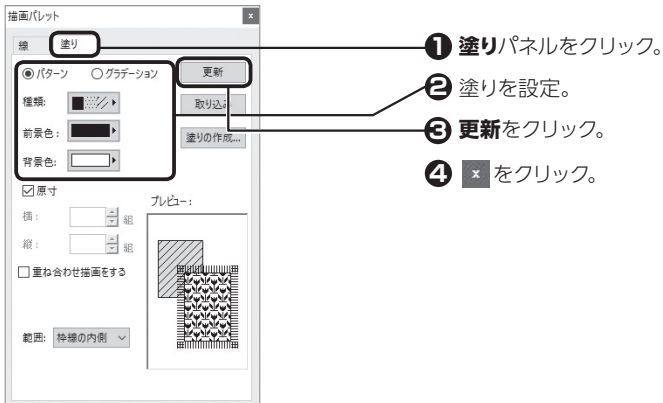 描画パレット x
線 塗り
パターン グラデーション 更新
種類: 取り込み
前景色: 塗りの作成...
背景色:
原寸
プレビュー:
横: 組
縦: 組
重ね合わせ描画をする
範囲: 枠線の内側
❶ 塗りパネルをクリック。
❷ 塗りを設定。
❸ 更新をクリック。
❹ x をクリック。